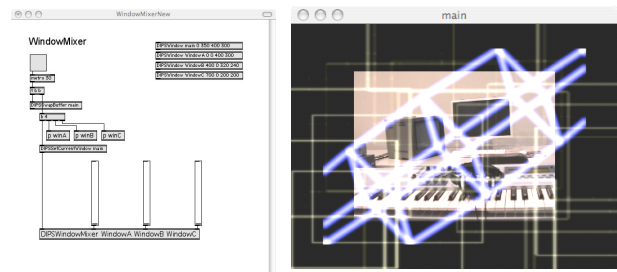 WindowMixerNew
WindowMixer
DIPSWindow main 0 350 400 300
DIPSWindow WindowA 0 0 400 300
DIPSWindow WindowB 400 0 320 240
DIPSWindow WindowC 700 0 200 200
metro 30
t b b
DIPSSwapBuffer main
b 4
p winA
p winB
p winC
DIPSSetCurrentWindow main
DIPSWindowMixer WindowA WindowB WindowC
main